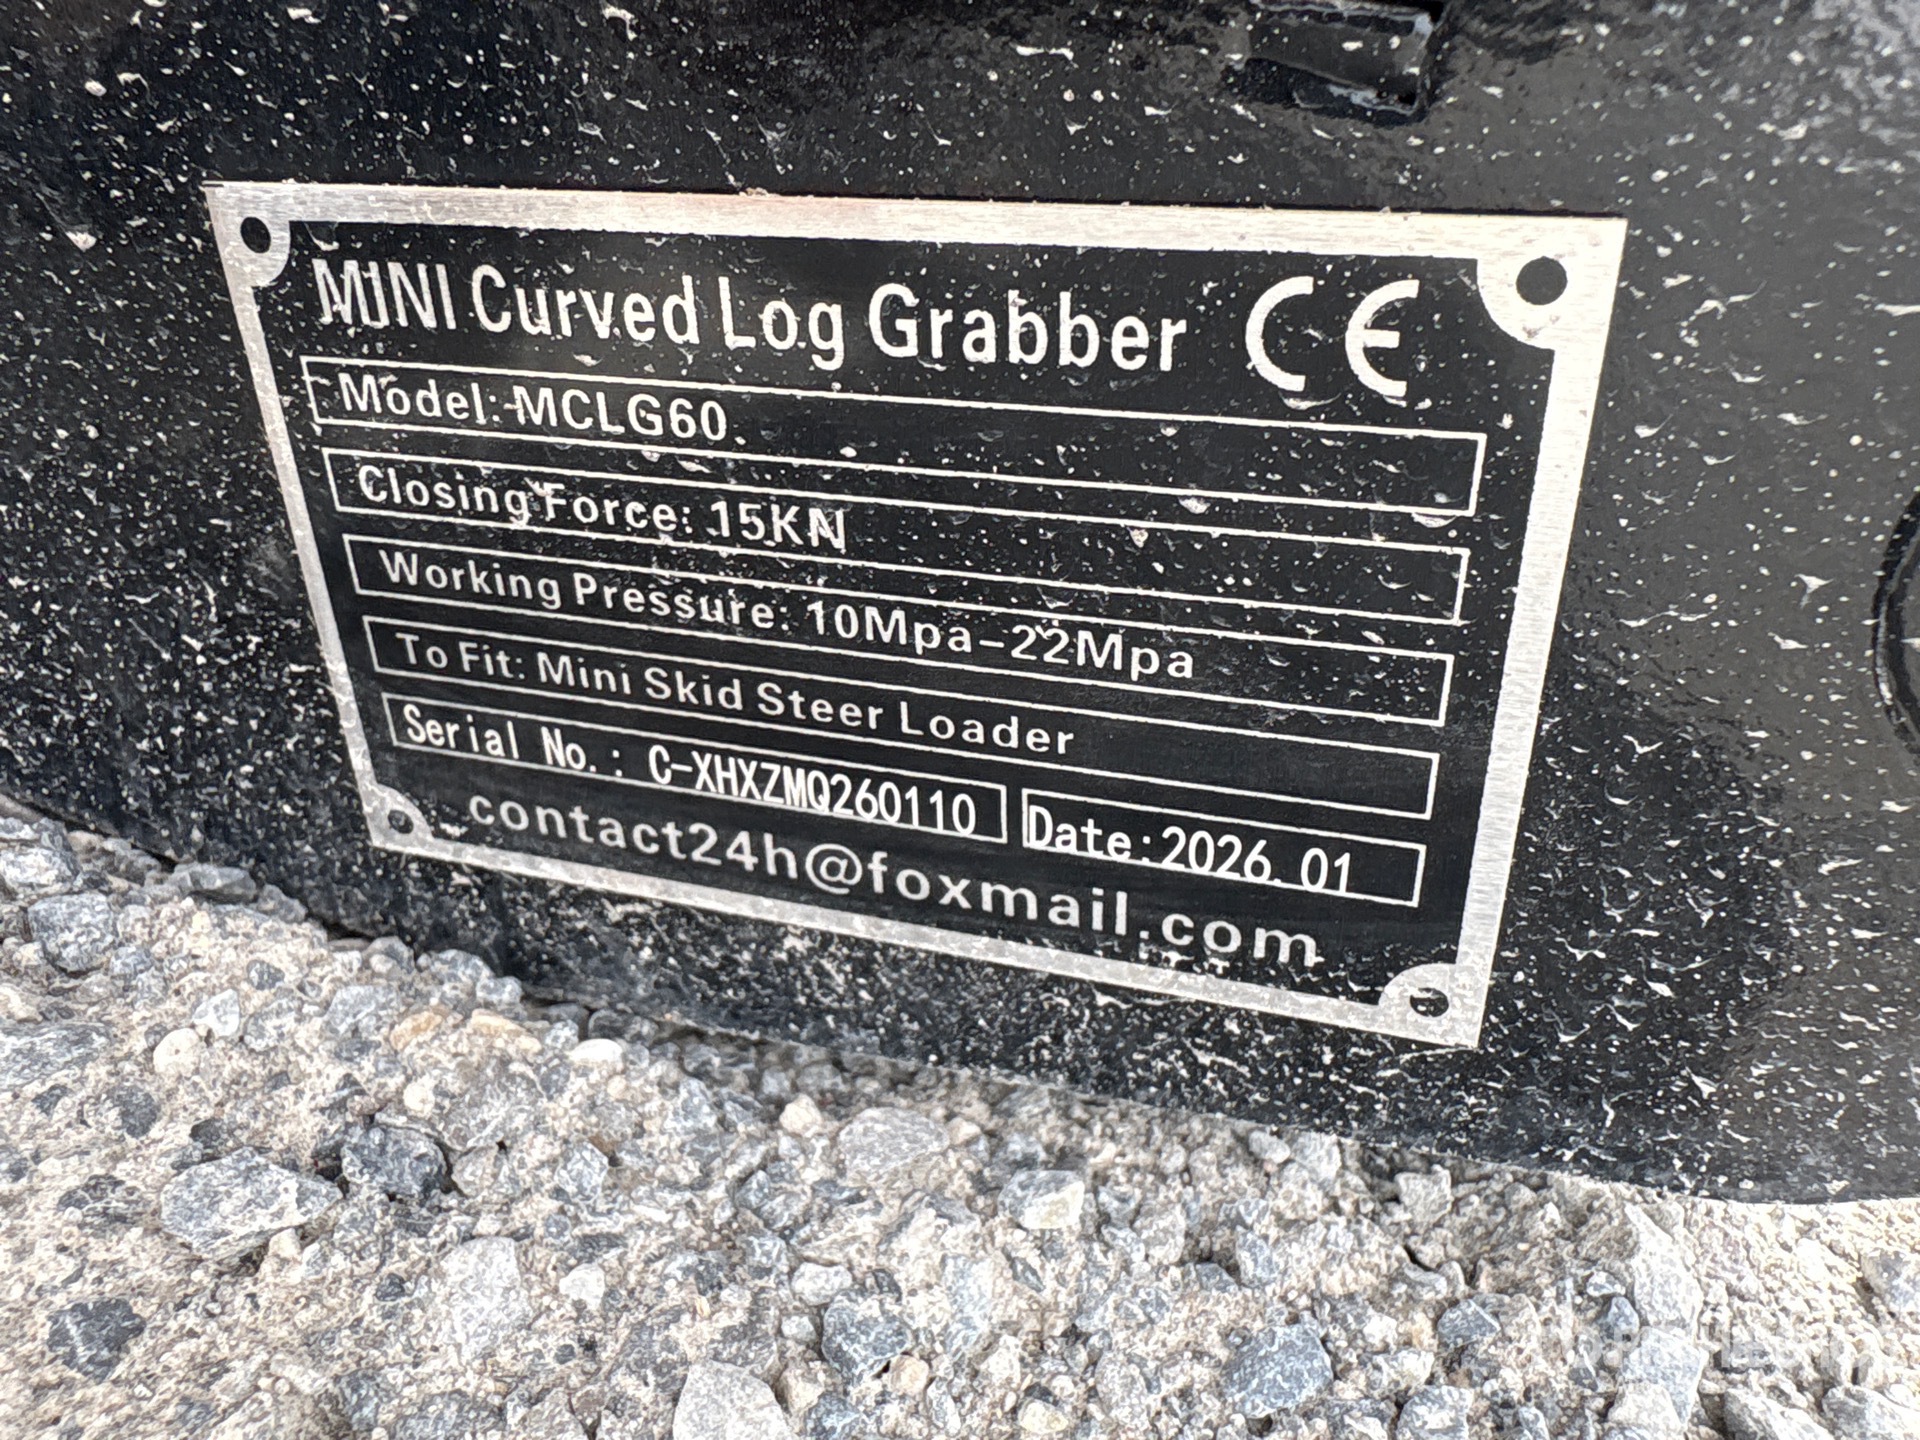 MINI Curved Log Grabber CE
Model: MCLG60
Closing Force: 15KN
Working Pressure: 10Mpa-22Mpa
To Fit: Mini Skid Steer Loader
Serial No.: C-XHXZMQ260110 Date:2026.01
contact24h@foxmail.com